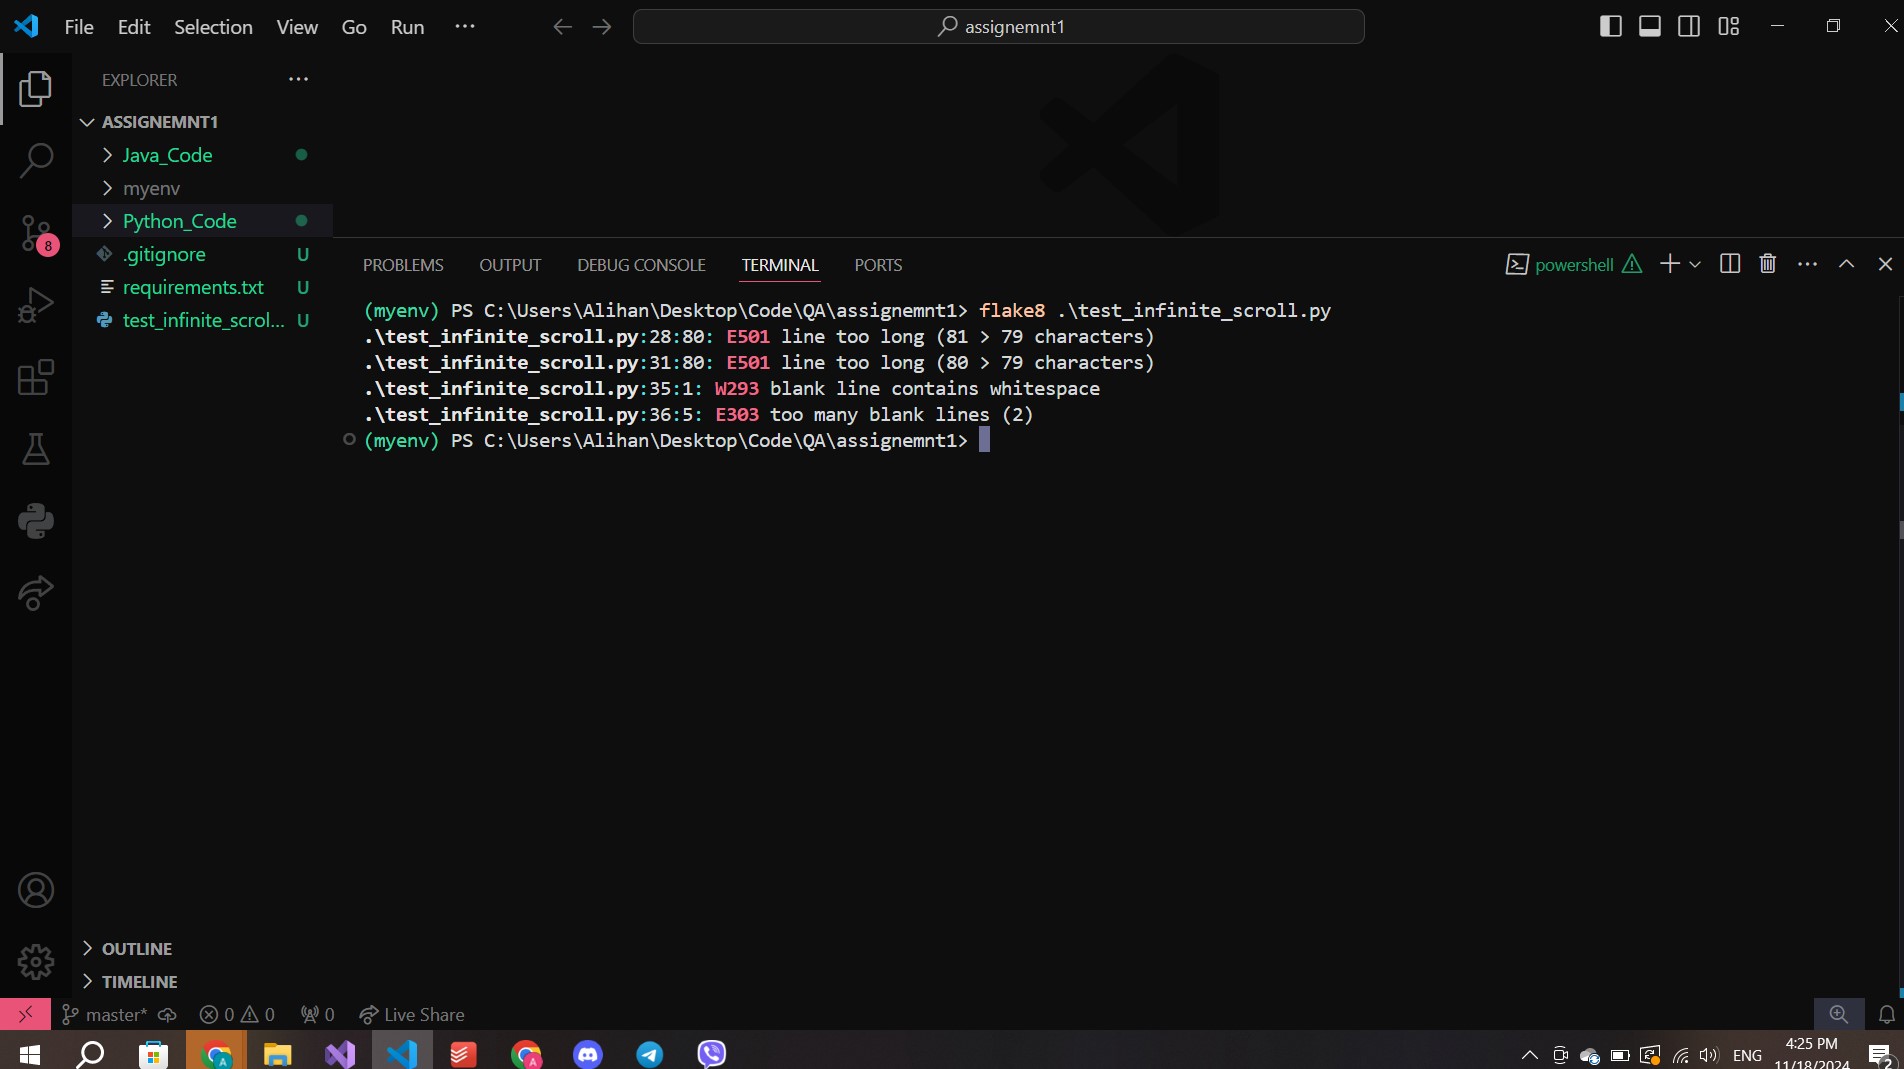 File Edit Selection View Go Run ···
assignemnt1
EXPLORER ···
ASSIGNEMNT1
Java_Code
myenv
Python_Code
.gitignore U
requirements.txt U
test_infinite_scrol... U
8
PROBLEMS OUTPUT DEBUG CONSOLE TERMINAL PORTS
powershell
(myenv) PS C:\Users\Alihan\Desktop\Code\QA\assignemnt1> flake8 .\test_infinite_scroll.py
.\test_infinite_scroll.py:28:80: E501 line too long (81 > 79 characters)
.\test_infinite_scroll.py:31:80: E501 line too long (80 > 79 characters)
.\test_infinite_scroll.py:35:1: W293 blank line contains whitespace
.\test_infinite_scroll.py:36:5: E303 too many blank lines (2)
(myenv) PS C:\Users\Alihan\Desktop\Code\QA\assignemnt1>
OUTLINE
TIMELINE
master* 0 0 0 Live Share
A A ENG 4:25 PM
11/18/2024
2